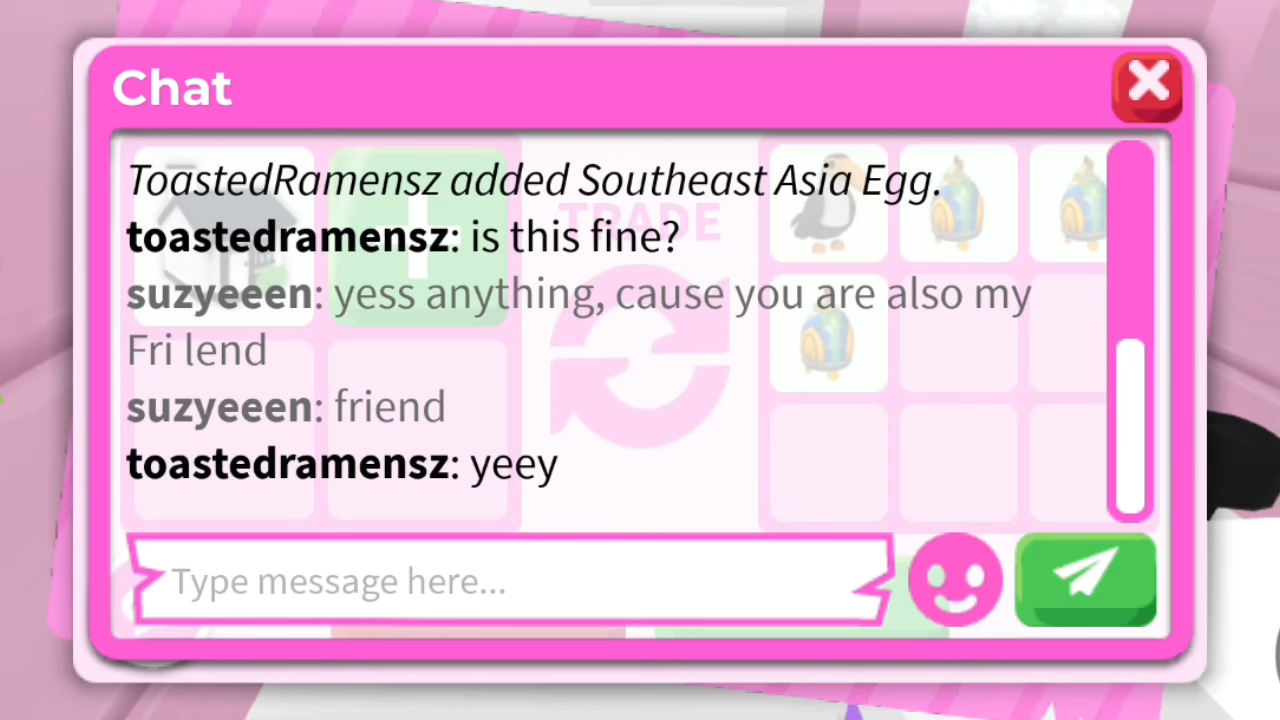 Chat
ToastedRamensz added Southeast Asia Egg.
toastedramensz: is this fine?
TRADE
suzyeeen: yess anything, cause you are also my
Fri lend
suzyeeen: friend
toastedramensz: yeey
Type message here...